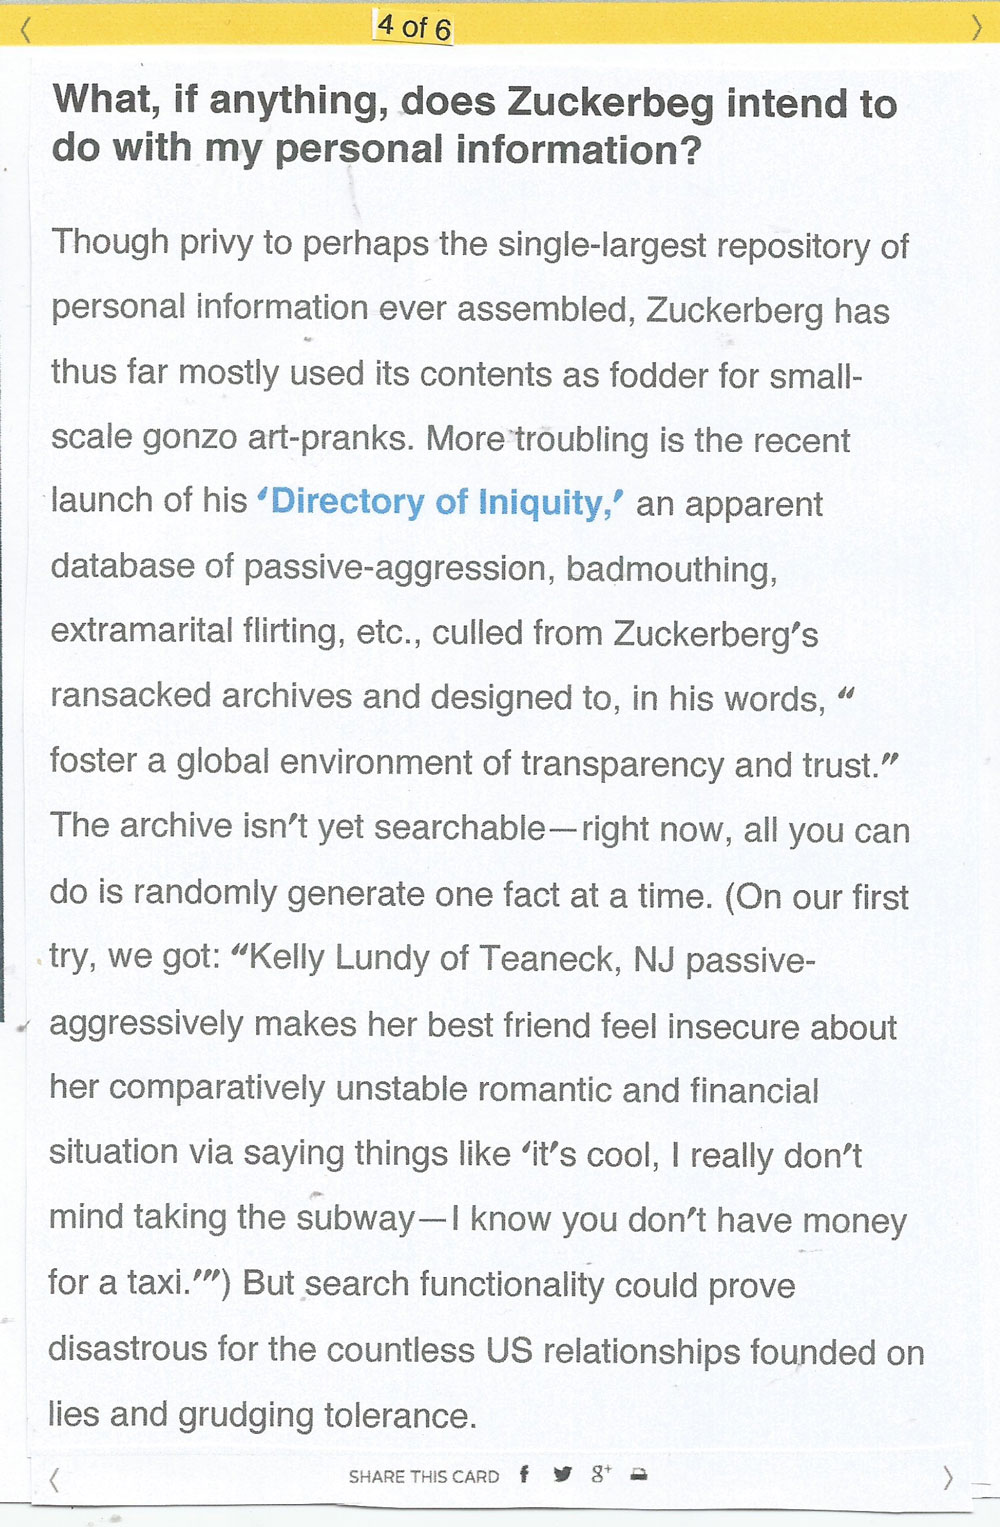 4 of 6
What, if anything, does Zuckerbeg intend to
do with my personal information?
Though privy to perhaps the single-largest repository of
personal information ever assembled, Zuckerberg has
thus far mostly used its contents as fodder for small-
scale gonzo art-pranks. More troubling is the recent
launch of his ‘Directory of Iniquity,’ an apparent
database of passive-aggression, badmouthing,
extramarital flirting, etc., culled from Zuckerberg’s
ransacked archives and designed to, in his words, “
foster a global environment of transparency and trust.”
The archive isn’t yet searchable—right now, all you can
do is randomly generate one fact at a time. (On our first
try, we got: “Kelly Lundy of Teaneck, NJ passive-
aggressively makes her best friend feel insecure about
her comparatively unstable romantic and financial
situation via saying things like ‘it’s cool, I really don’t
mind taking the subway—I know you don’t have money
for a taxi.’”) But search functionality could prove
disastrous for the countless US relationships founded on
lies and grudging tolerance.
SHARE THIS CARD f g+